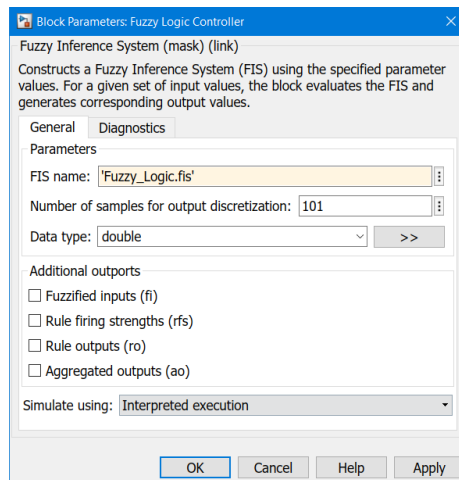 Block Parameters: Fuzzy Logic Controller
Fuzzy Inference System (mask) (link)
Constructs a Fuzzy Inference System (FIS) using the specified parameter
values. For a given set of input values, the block evaluates the FIS and
generates corresponding output values.
General Diagnostics
Parameters
FIS name: 'Fuzzy_Logic.fis'
Number of samples for output discretization: 101
Data type: double >>
Additional outports
Fuzzified inputs (fi)
Rule firing strengths (rfs)
Rule outputs (ro)
Aggregated outputs (ao)
Simulate using: Interpreted execution
OK Cancel Help Apply